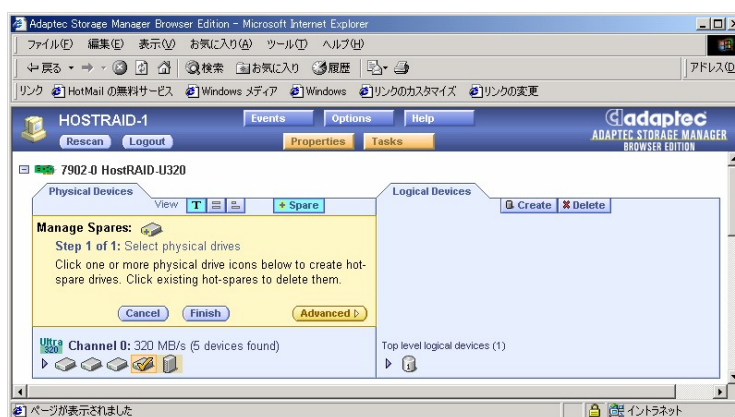 Adaptec Storage Manager Browser Edition - Microsoft Internet Explorer
ファイル(F) 編集(E) 表示(V) お気に入り(A) ツール(T) ヘルプ(H)
戻る 検索 お気に入り 履歴 アドレス(D
リンク HotMail の無料サービス Windows メディア Windows リンクのカスタマイズ リンクの変更
HOSTRAID-1 Events Options Help adaptec
Rescan Logout Properties Tasks ADAPTEC STORAGE MANAGER
BROWSER EDITION
7902-0 HostRAID-U320
Physical Devices Logical Devices
View T + Spare Create Delete
Manage Spares:
Step 1 of 1: Select physical drives
Click one or more physical drive icons below to create hot-
spare drives. Click existing hot-spares to delete them.
Cancel Finish Advanced
Ultra 320 Channel 0: 320 MB/s (5 devices found) Top level logical devices (1)
ページが表示されました イントラネット